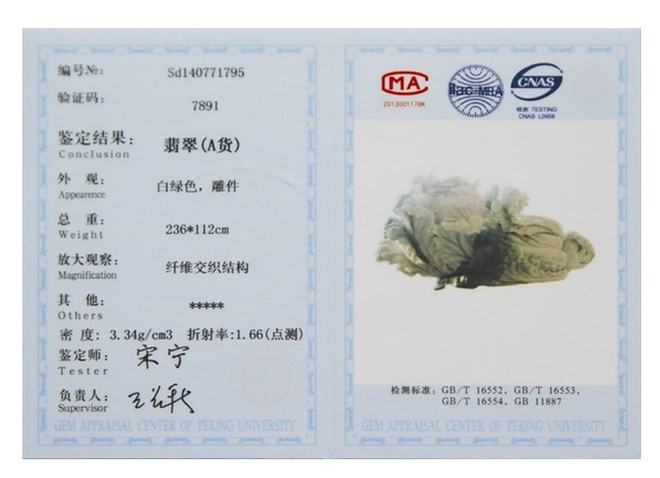 编号№: Sd140771795
验证码: 7891
鉴定结果: 翡翠(A货)
Conclusion
外 观: 白绿色，雕件
Appearence
总 重: 236*112cm
Weight
放大观察: 纤维交织结构
Magnification
其 他: *****
Others
密 度: 3.34g/cm3 折射率:1.66(点测)
鉴定师: 宋宁
Tester
负责人:
Supervisor
GEM APPRAISAL CENTER OF PEKING UNIVERSITY
MA
2013001178K
ilac-MRA
CNAS
检测 TESTING
CNAS L0958
检测标准: GB/T 16552, GB/T 16553,
GB/T 16554, GB 11887
GEM APPRAISAL CENTER OF PEKING UNIVERSITY